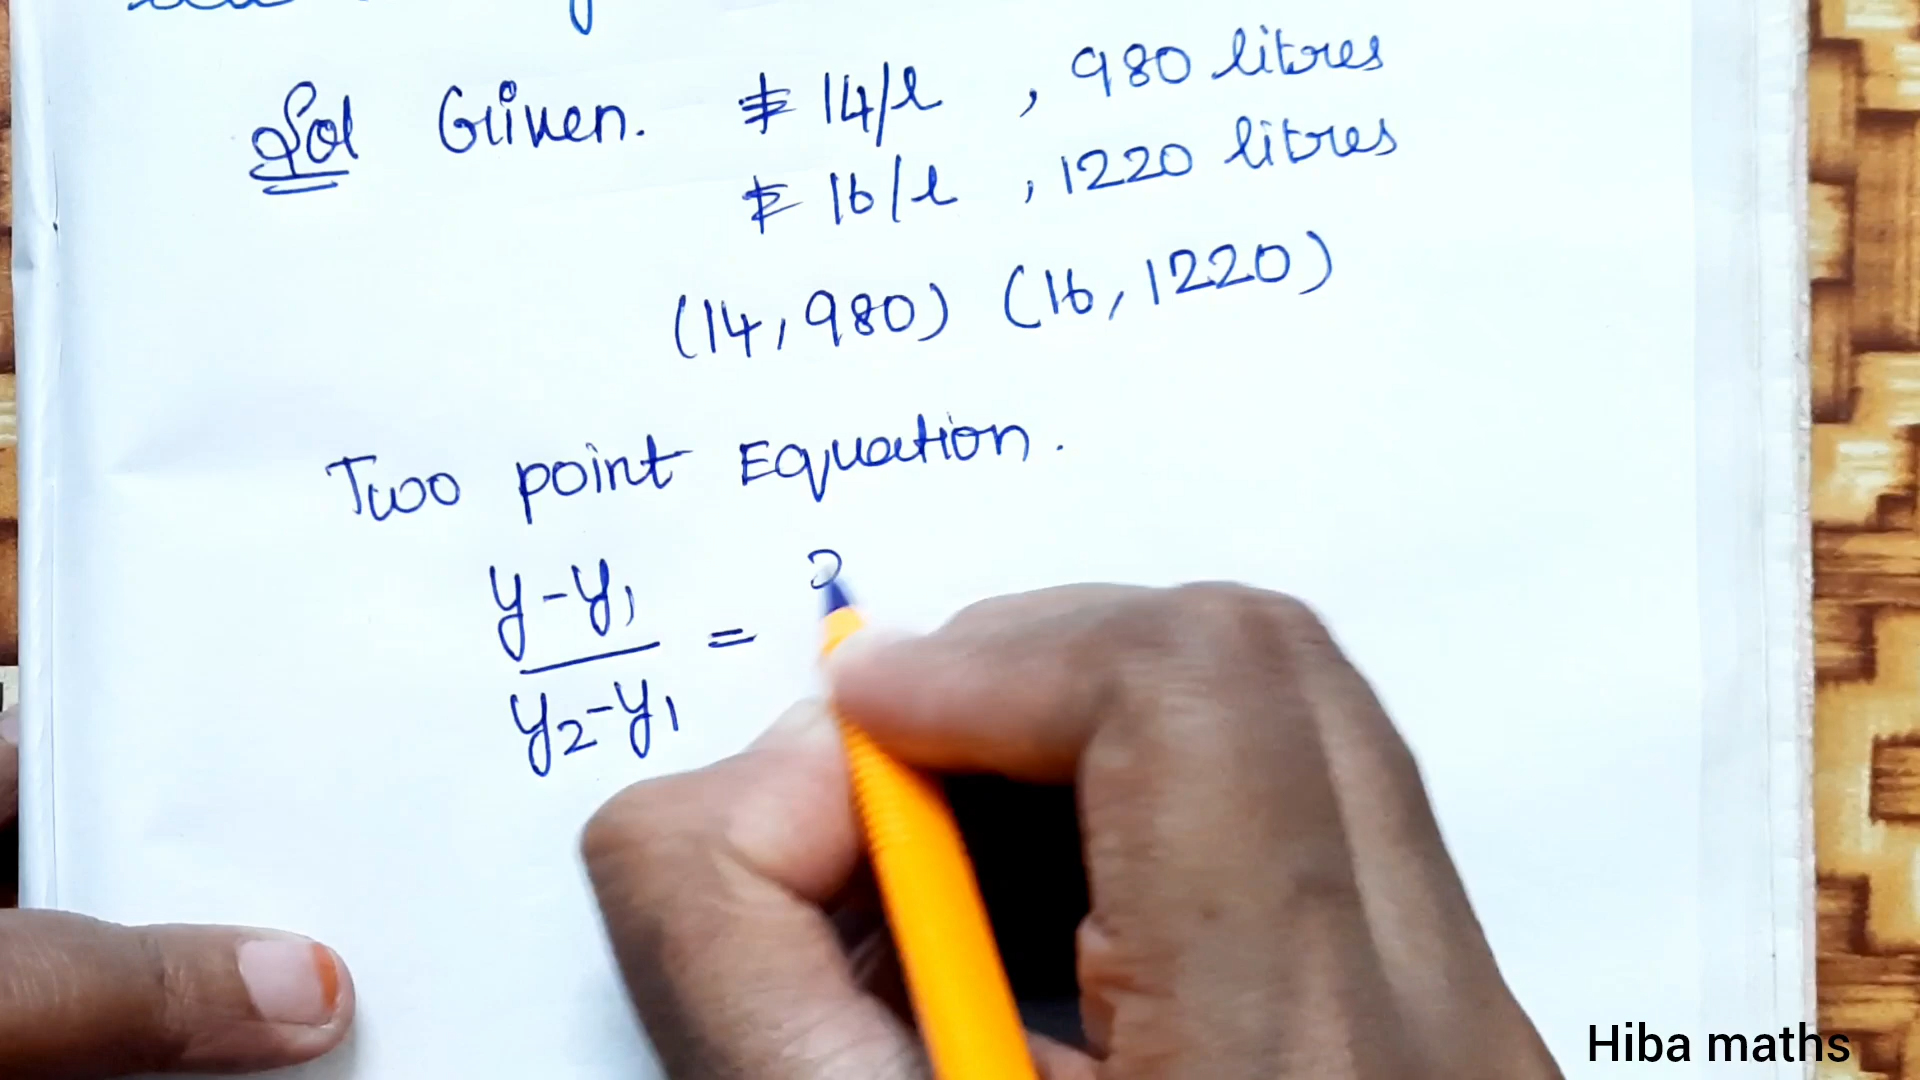 Sol Given. ₹ 14/l , 980 litres
₹ 16/l , 1220 litres
(14, 980) (16, 1220)
Two point Equation.
y-y₁ / y₂-y₁ =
Hiba maths